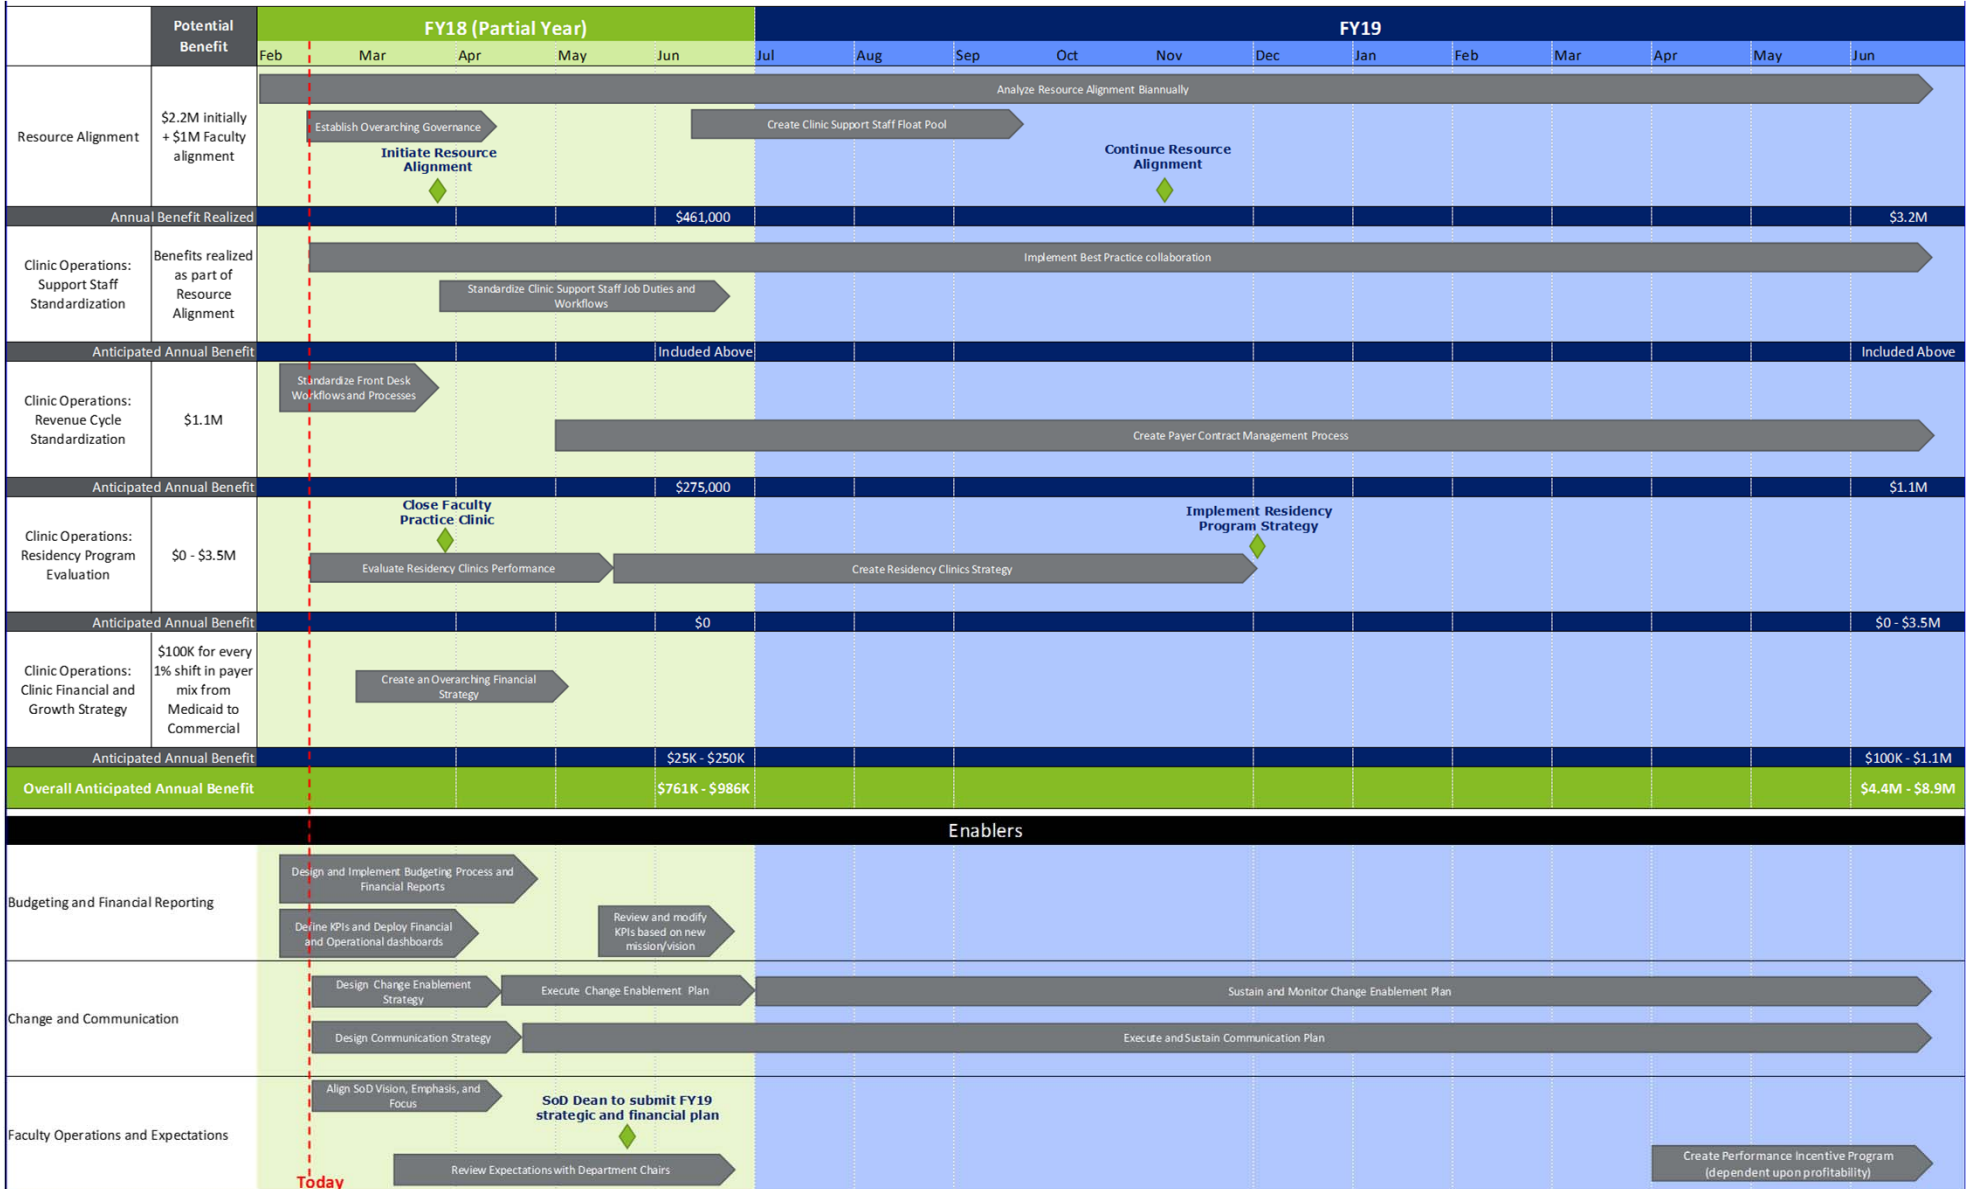 Potential
Benefit
FY18 (Partial Year)
FY19
Feb Mar Apr May Jun Jul Aug Sep Oct Nov Dec Jan Feb Mar Apr May Jun
Resource Alignment
$2.2M initially
+ $1M Faculty
alignment
Analyze Resource Alignment Biannually
Establish Overarching Governance
Create Clinic Support Staff Float Pool
Initiate Resource
Alignment
Continue Resource
Alignment
Annual Benefit Realized
$461,000
$3.2M
Clinic Operations:
Support Staff
Standardization
Benefits realized
as part of
Resource
Alignment
Implement Best Practice collaboration
Standardize Clinic Support Staff Job Duties and
Workflows
Anticipated Annual Benefit
Included Above
Included Above
Clinic Operations:
Revenue Cycle
Standardization
$1.1M
Standardize Front Desk
Workflows and Processes
Create Payer Contract Management Process
Anticipated Annual Benefit
$275,000
$1.1M
Clinic Operations:
Residency Program
Evaluation
$0 - $3.5M
Close Faculty
Practice Clinic
Implement Residency
Program Strategy
Evaluate Residency Clinics Performance
Create Residency Clinics Strategy
Anticipated Annual Benefit
$0
$0 - $3.5M
Clinic Operations:
Clinic Financial and
Growth Strategy
$100K for every
1% shift in payer
mix from
Medicaid to
Commercial
Create an Overarching Financial
Strategy
Anticipated Annual Benefit
$25K - $250K
$100K - $1.1M
Overall Anticipated Annual Benefit
$761K - $986K
$4.4M - $8.9M
Enablers
Budgeting and Financial Reporting
Design and Implement Budgeting Process and
Financial Reports
Define KPIs and Deploy Financial
and Operational dashboards
Review and modify
KPIs based on new
mission/vision
Change and Communication
Design Change Enablement
Strategy
Execute Change Enablement Plan
Sustain and Monitor Change Enablement Plan
Design Communication Strategy
Execute and Sustain Communication Plan
Faculty Operations and Expectations
Align SoD Vision, Emphasis, and
Focus
SoD Dean to submit FY19
strategic and financial plan
Review Expectations with Department Chairs
Create Performance Incentive Program
(dependent upon profitability)
Today